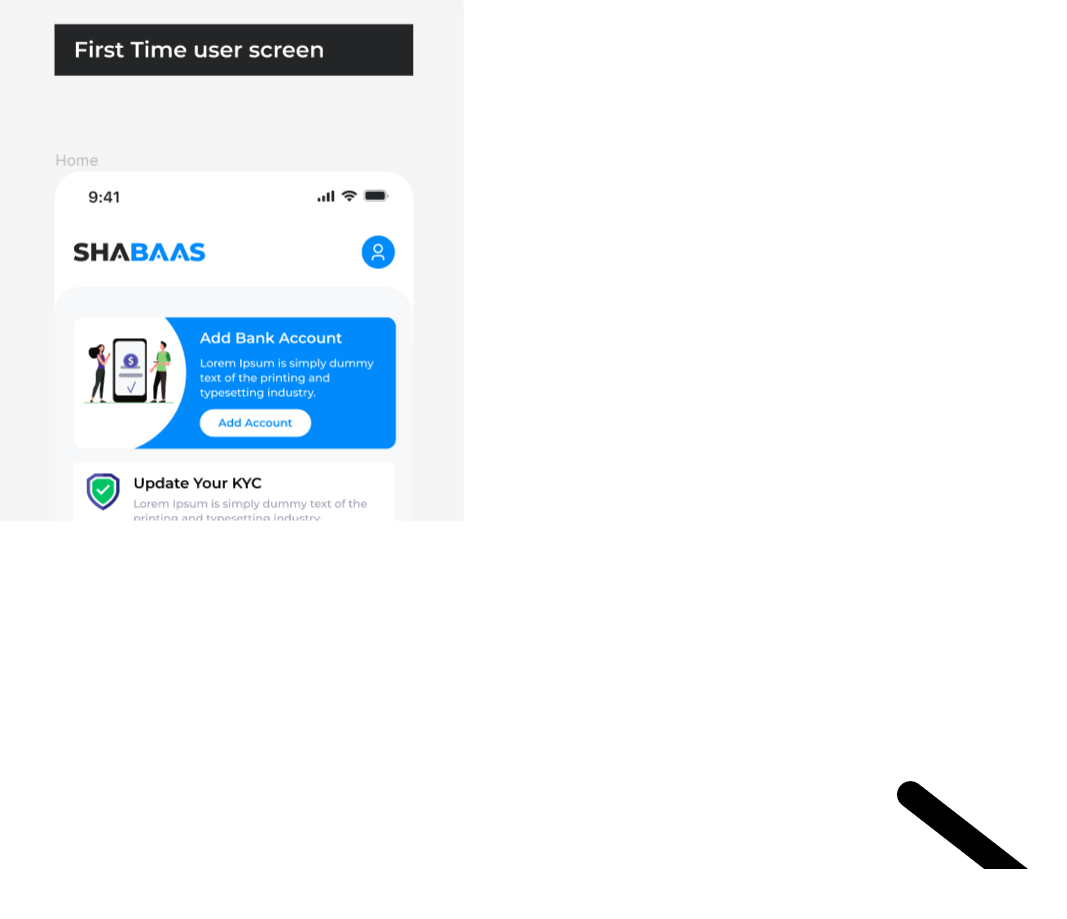 First Time user screen
Home
9:41
SHABAAS
Add Bank Account
Lorem Ipsum is simply dummy
text of the printing and
typesetting industry.
Add Account
Update Your KYC
Lorem Ipsum is simply dummy text of the
printing and typesetting industry.